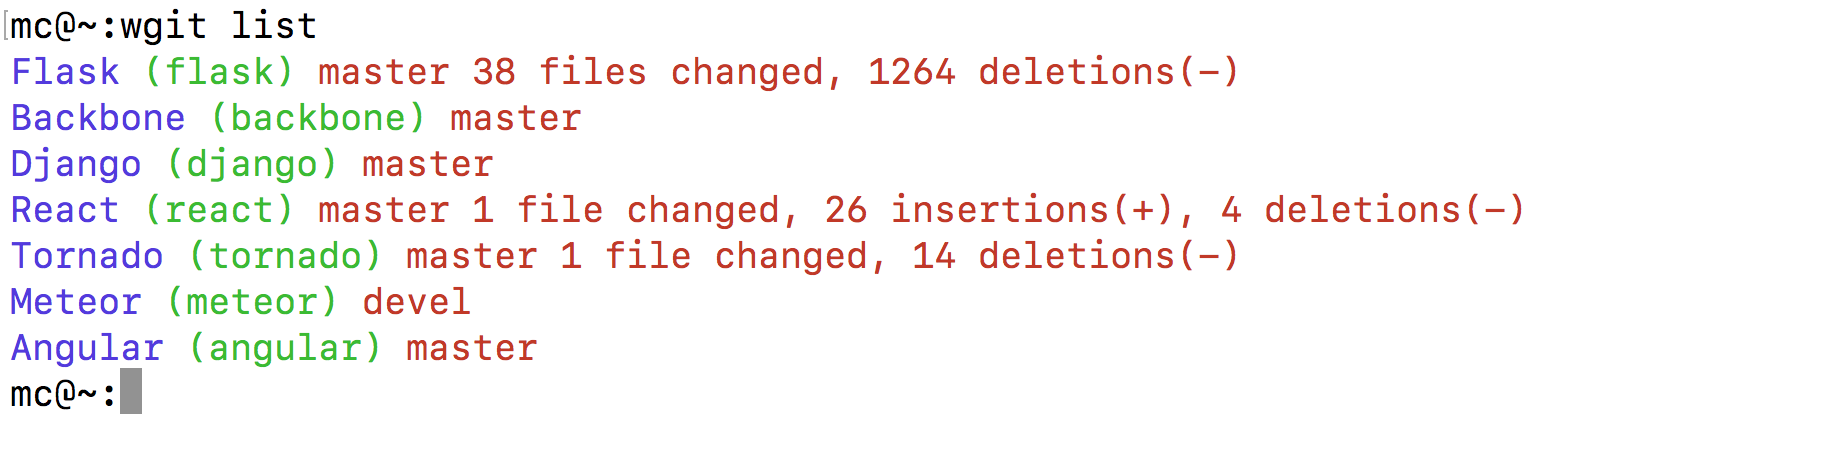 mc@~:wgit list
Flask (flask) master 38 files changed, 1264 deletions(-)
Backbone (backbone) master
Django (django) master
React (react) master 1 file changed, 26 insertions(+), 4 deletions(-)
Tornado (tornado) master 1 file changed, 14 deletions(-)
Meteor (meteor) devel
Angular (angular) master
mc@~: